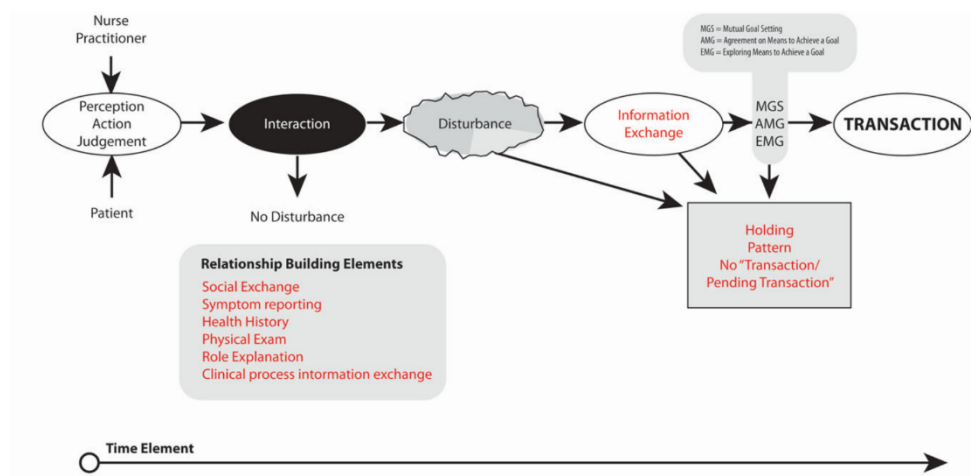 Nurse
Practitioner
MGS = Mutual Goal Setting
AMG = Agreement on Means to Achieve a Goal
EMG = Exploring Means to Achieve a Goal
Perception
Action
Judgement
Interaction
Disturbance
Information
Exchange
MGS
AMG
EMG
TRANSACTION
Patient
No Disturbance
Holding
Pattern
No "Transaction/
Pending Transaction"
Relationship Building Elements
Social Exchange
Symptom reporting
Health History
Physical Exam
Role Explanation
Clinical process intormation exchange
Time Element